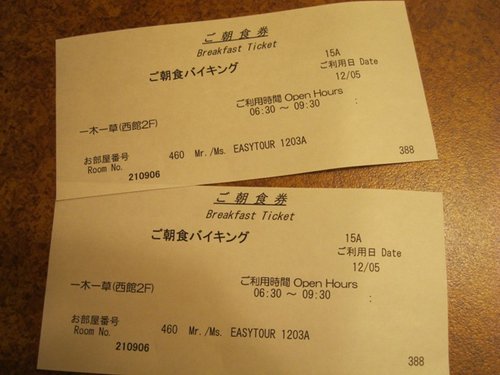 ご朝食券
Breakfast Ticket
15A
ご朝食バイキング
ご利用日 Date
12/05
ご利用時間 Open Hours
06:30 ～ 09:30 :
一木一草(西館2F)
お部屋番号 460 Mr./Ms. EASYTOUR 1203A
Room No.
210906
388
ご朝食券
Breakfast Ticket
ご朝食バイキング 15A
ご利用日 Date
12/05
一木一草(西館2F) ご利用時間 Open Hours
06:30 ～ 09:30 :
お部屋番号 460 Mr./Ms. EASYTOUR 1203A
Room No.
210906
388